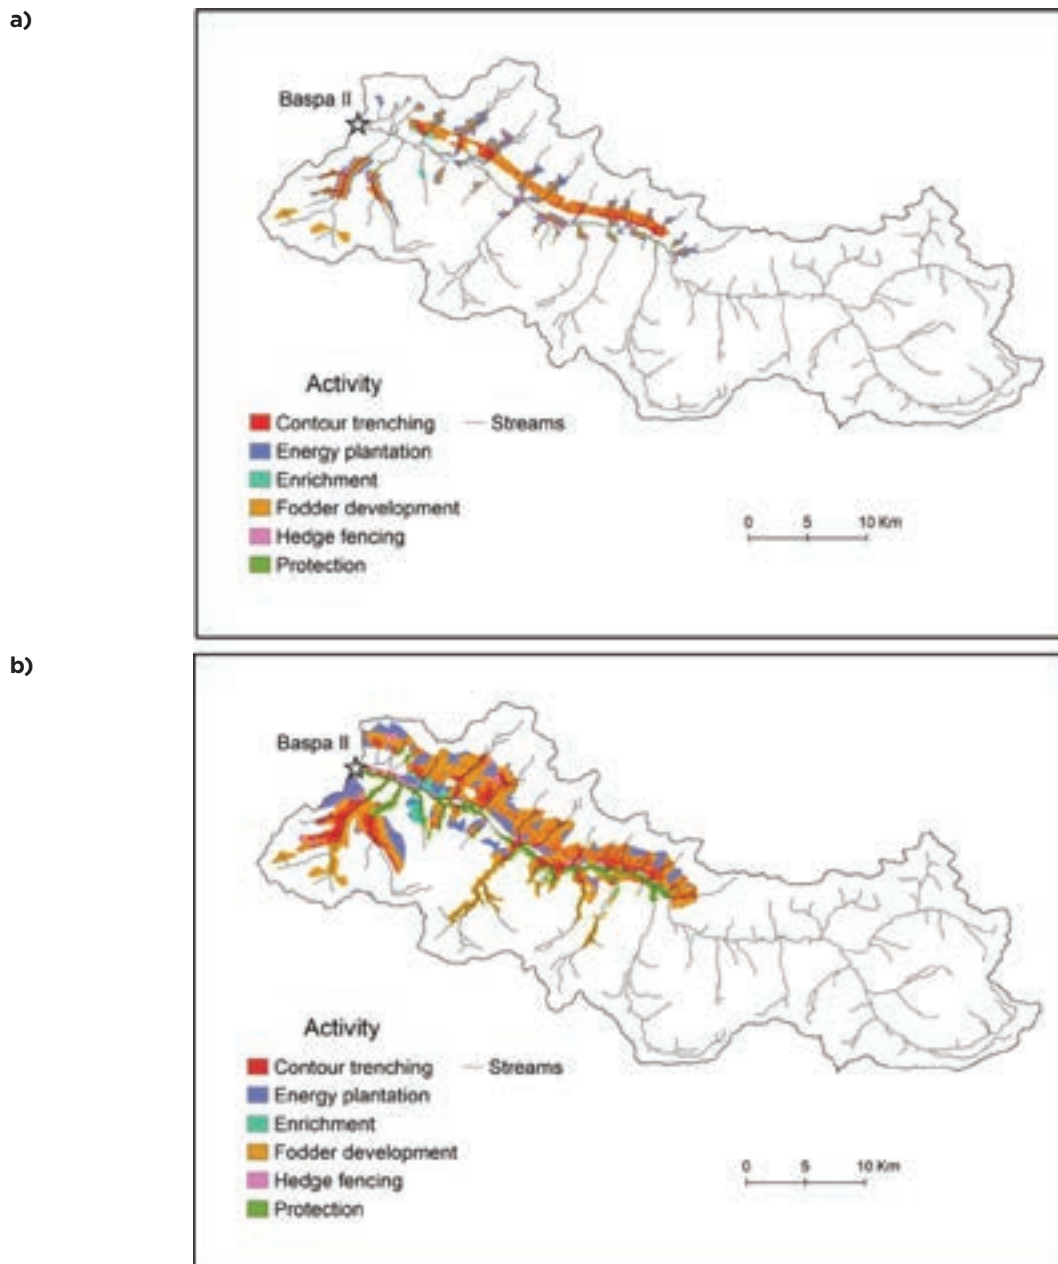 a)
Baspa II
Activity
Contour trenching
Streams
Energy plantation
Enrichment
Fodder development
Hedge fencing
Protection
0 5 10 Km
b)
Baspa II
Activity
Contour trenching
Streams
Energy plantation
Enrichment
Fodder development
Hedge fencing
Protection
0 5 10 Km